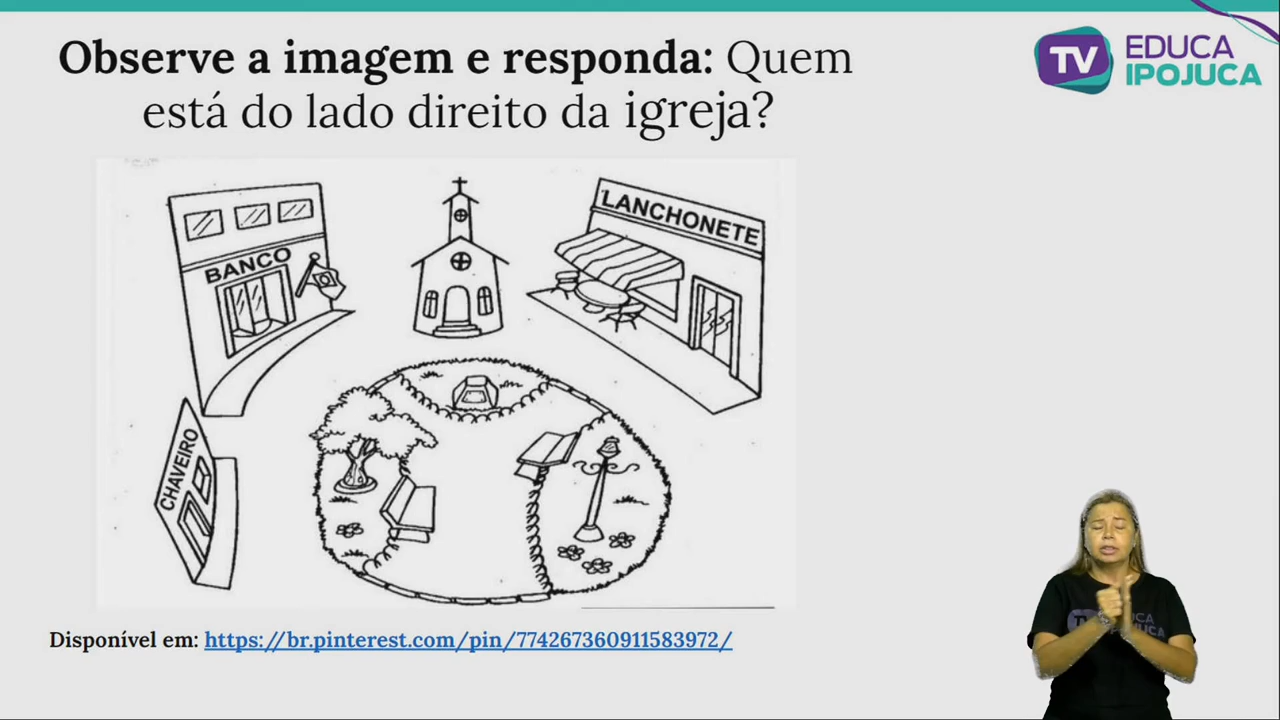 Observe a imagem e responda: Quem
está do lado direito da igreja?
TV EDUCA
IPOJUCA
BANCO
LANCHONETE
CHAVEIRO
Disponível em: https://br.pinterest.com/pin/774267360911583972/